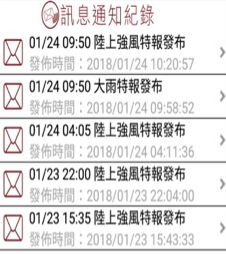 訊息通知紀錄
01/24 09:50 陸上強風特報發布
發佈時間：2018/01/24 10:20:57
01/24 09:50 大雨特報發布
發佈時間：2018/01/24 09:58:52
01/24 04:05 陸上強風特報發布
發佈時間：2018/01/24 04:11:36
01/23 22:00 陸上強風特報發布
發佈時間：2018/01/23 22:04:00
01/23 15:35 陸上強風特報發布
發佈時間：2018/01/23 15:43:33